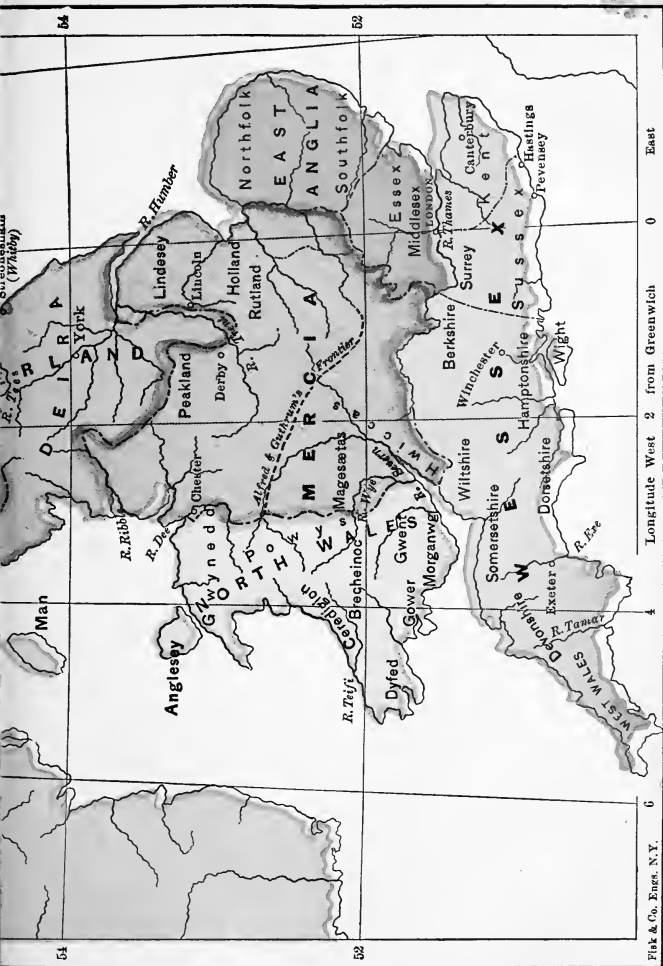 54
52
Streoneshalh
(Whitby)
R. Tees
DEIRA
RLAND
York
R. Humber
Lindesey
Lincoln
Holland
Rutland
Peakland
Derby
R. Trent
Northfolk
EAST
ANGLIA
Southfolk
Essex
Middlesex
LONDON
R. Thames
Canterbury
Kent
Hastings
Pevensey
Surrey
Sussex
Berkshire
Winchester
Hamptonshire
Wight
Wiltshire
Dorsetshire
Somersetshire
WESSEX
Devonshire
Exeter
R. Exe
R. Tamar
WEST WALES
Man
R. Ribble
R. Dee
Chester
Anglesey
Gwynedd
Powys
NORTH WALES
Ceredigion
R. Teifi
Brecheinoc
Dyfed
Gower
Gwent
Morganwg
R. Wye
R. Severn
Magesætas
MERCIA
Alfred & Guthrum's Frontier
Hwiccas
54
52
6
4
Longitude West 2 from Greenwich 0 East
Fisk & Co. Engs. N.Y.